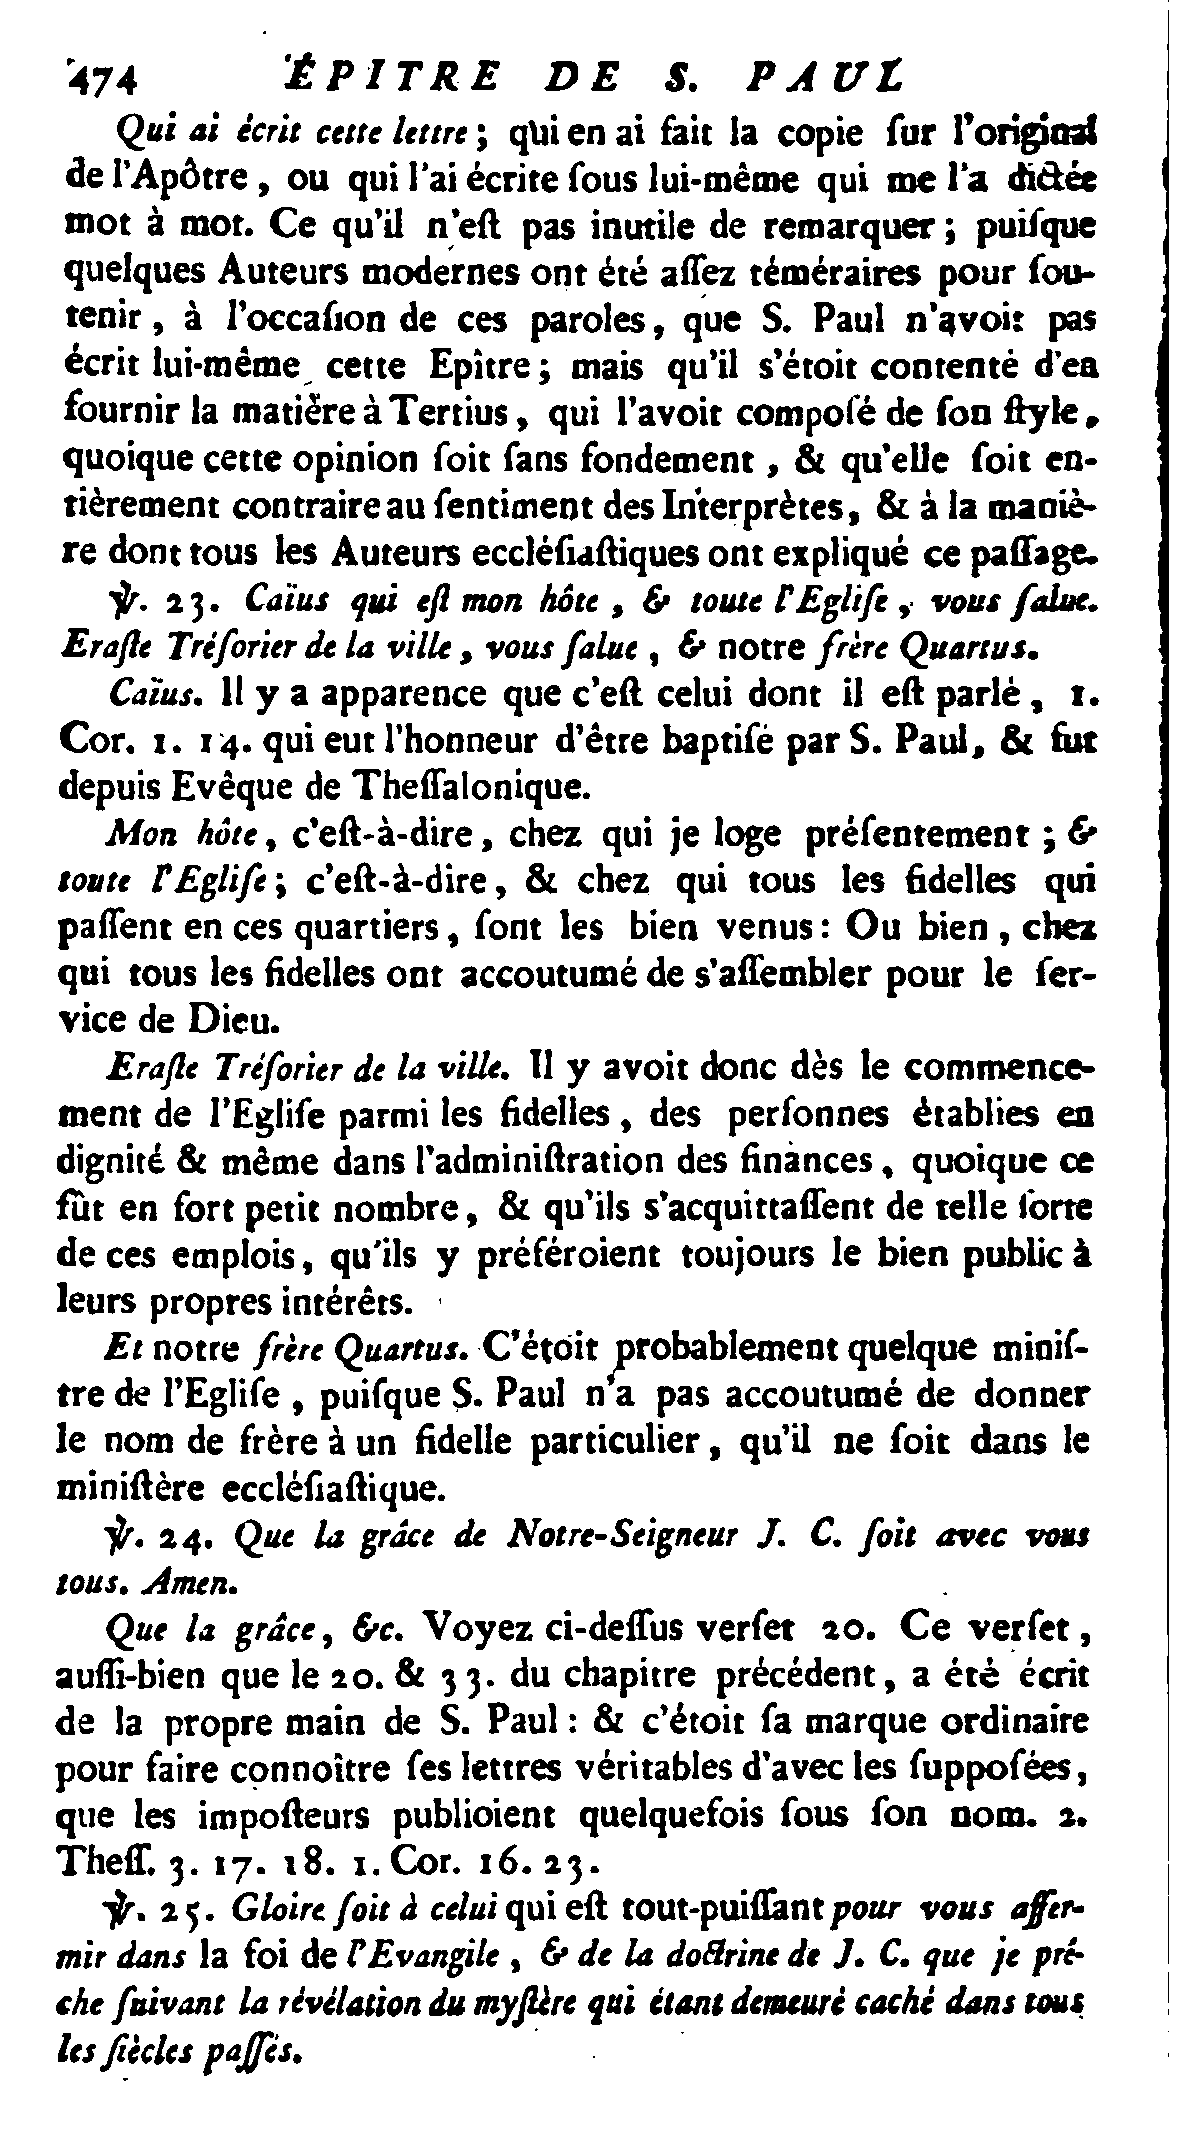 474 ÉPITRE DE S. PAUL
Qui ai écrit cette lettre ; qui en ai fait la copie ſur l'original
de l'Apôtre, ou qui l'ai écrite ſous lui-même qui me l'a dictée
mot à mot. Ce qu'il n'eſt pas inutile de remarquer ; puiſque
quelques Auteurs modernes ont été aſſez téméraires pour ſou-
tenir, à l'occaſion de ces paroles, que S. Paul n'avoit pas
écrit lui-même cette Epître ; mais qu'il s'étoit contenté d'en
fournir la matière à Tertius, qui l'avoit compoſé de ſon ſtyle,
quoique cette opinion ſoit ſans fondement, & qu'elle ſoit en-
tièrement contraire au ſentiment des Interprètes, & à la maniè-
re dont tous les Auteurs eccléſiaſtiques ont expliqué ce paſſage.
℣. 23. Caïus qui eſt mon hôte, & toute l'Egliſe, vous ſalue.
Eraſte Tréſorier de la ville, vous ſalue, & notre frère Quartus.
Caïus. Il y a apparence que c'eſt celui dont il eſt parlé, 1.
Cor. 1. 14. qui eut l'honneur d'être baptiſé par S. Paul, & fut
depuis Evêque de Theſſalonique.
Mon hôte, c'eſt-à-dire, chez qui je loge préſentement ; &
toute l'Egliſe ; c'eſt-à-dire, & chez qui tous les fidelles qui
paſſent en ces quartiers, ſont les bien venus : Ou bien, chez
qui tous les fidelles ont accoutumé de s'aſſembler pour le ſer-
vice de Dieu.
Eraſte Tréſorier de la ville. Il y avoit donc dès le commence-
ment de l'Egliſe parmi les fidelles, des perſonnes établies en
dignité & même dans l'adminiſtration des finances, quoique ce
fût en fort petit nombre, & qu'ils s'acquittaſſent de telle ſorte
de ces emplois, qu'ils y préféroient toujours le bien public à
leurs propres intérêts.
Et notre frère Quartus. C'étoit probablement quelque miniſ-
tre de l'Egliſe, puiſque S. Paul n'a pas accoutumé de donner
le nom de frère à un fidelle particulier, qu'il ne ſoit dans le
miniſtère eccléſiaſtique.
℣. 24. Que la grâce de Notre-Seigneur J. C. ſoit avec vous
tous. Amen.
Que la grâce, &c. Voyez ci-deſſus verſet 20. Ce verſet,
auſſi-bien que le 20. & 33. du chapitre précédent, a été écrit
de la propre main de S. Paul : & c'étoit ſa marque ordinaire
pour faire connoître ſes lettres véritables d'avec les ſuppoſées,
que les impoſteurs publioient quelquefois ſous ſon nom. 2.
Theſſ. 3. 17. 18. 1. Cor. 16. 23.
℣. 25. Gloire ſoit à celui qui eſt tout-puiſſant pour vous affer-
mir dans la foi de l'Evangile, & de la doctrine de J. C. que je prê-
che ſuivant la révélation du myſtère qui étant demeuré caché dans tous
les ſiècles paſſés.